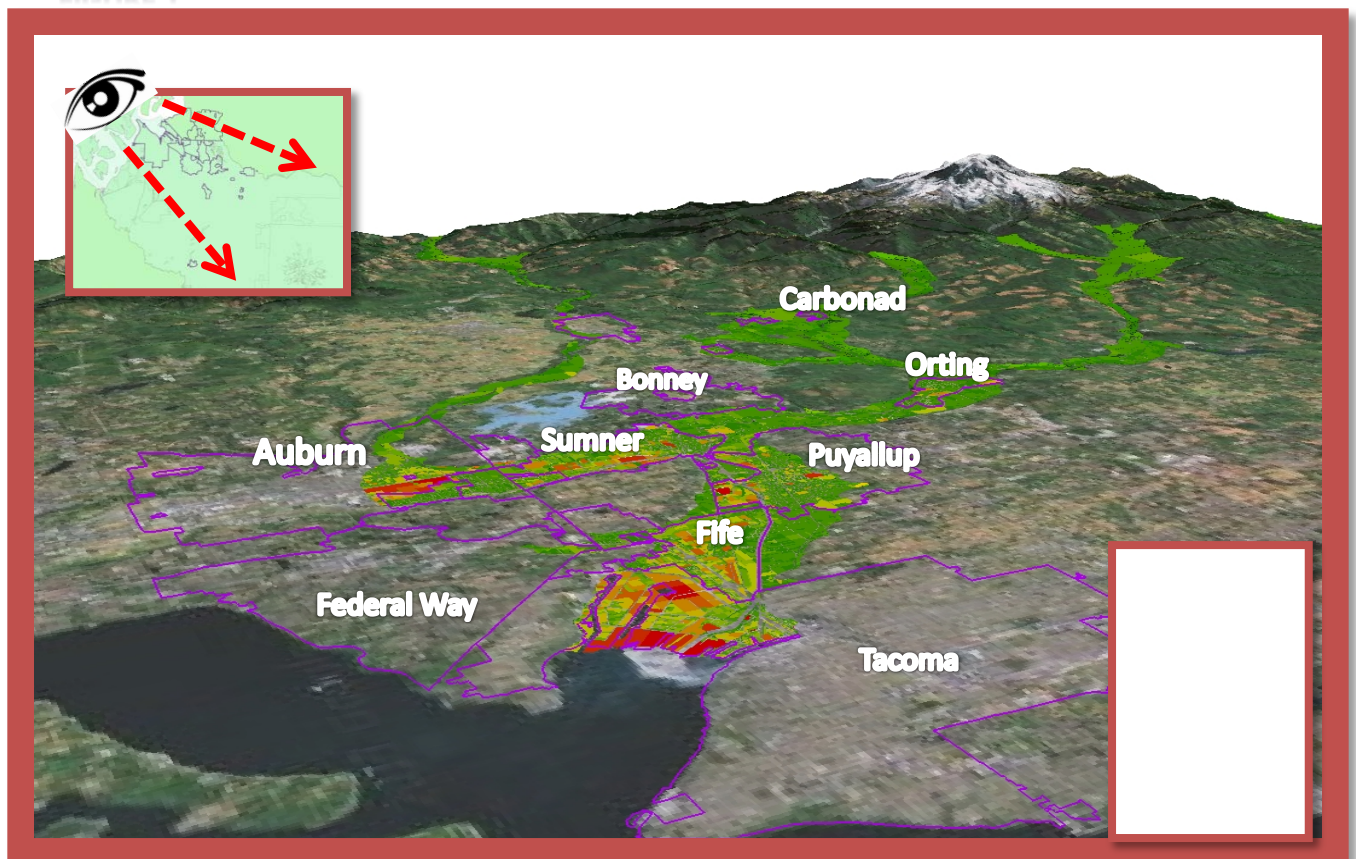 Carbonad
Orting
Bonney
Auburn
Sumner
Puyallup
Fife
Federal Way
Tacoma